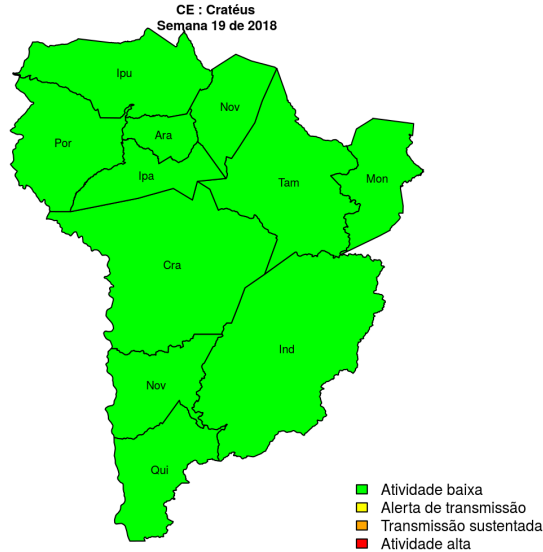 CE : Cratéus
Semana 19 de 2018
Ipu
Nov
Por
Ara
Ipa
Tam
Mon
Cra
Ind
Nov
Qui
Atividade baixa
Alerta de transmissão
Transmissão sustentada
Atividade alta